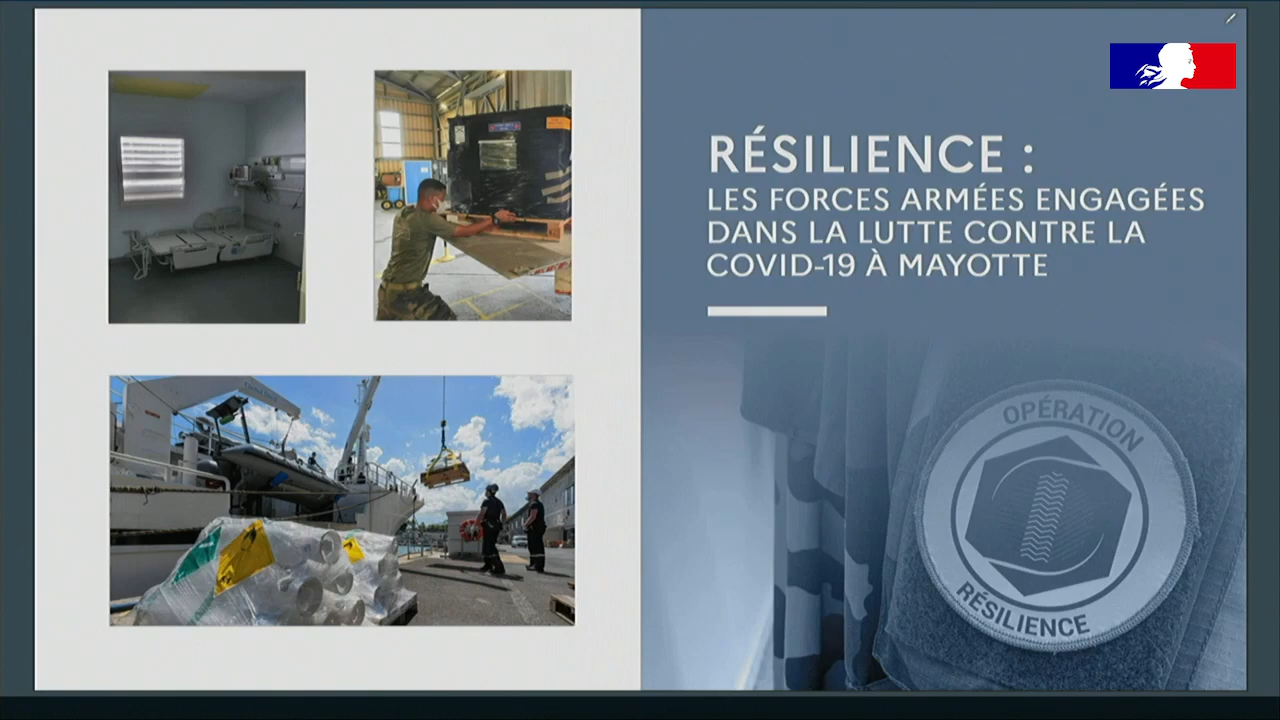 RÉSILIENCE :
LES FORCES ARMÉES ENGAGÉES
DANS LA LUTTE CONTRE LA
COVID-19 À MAYOTTE
OPÉRATION
RÉSILIENCE